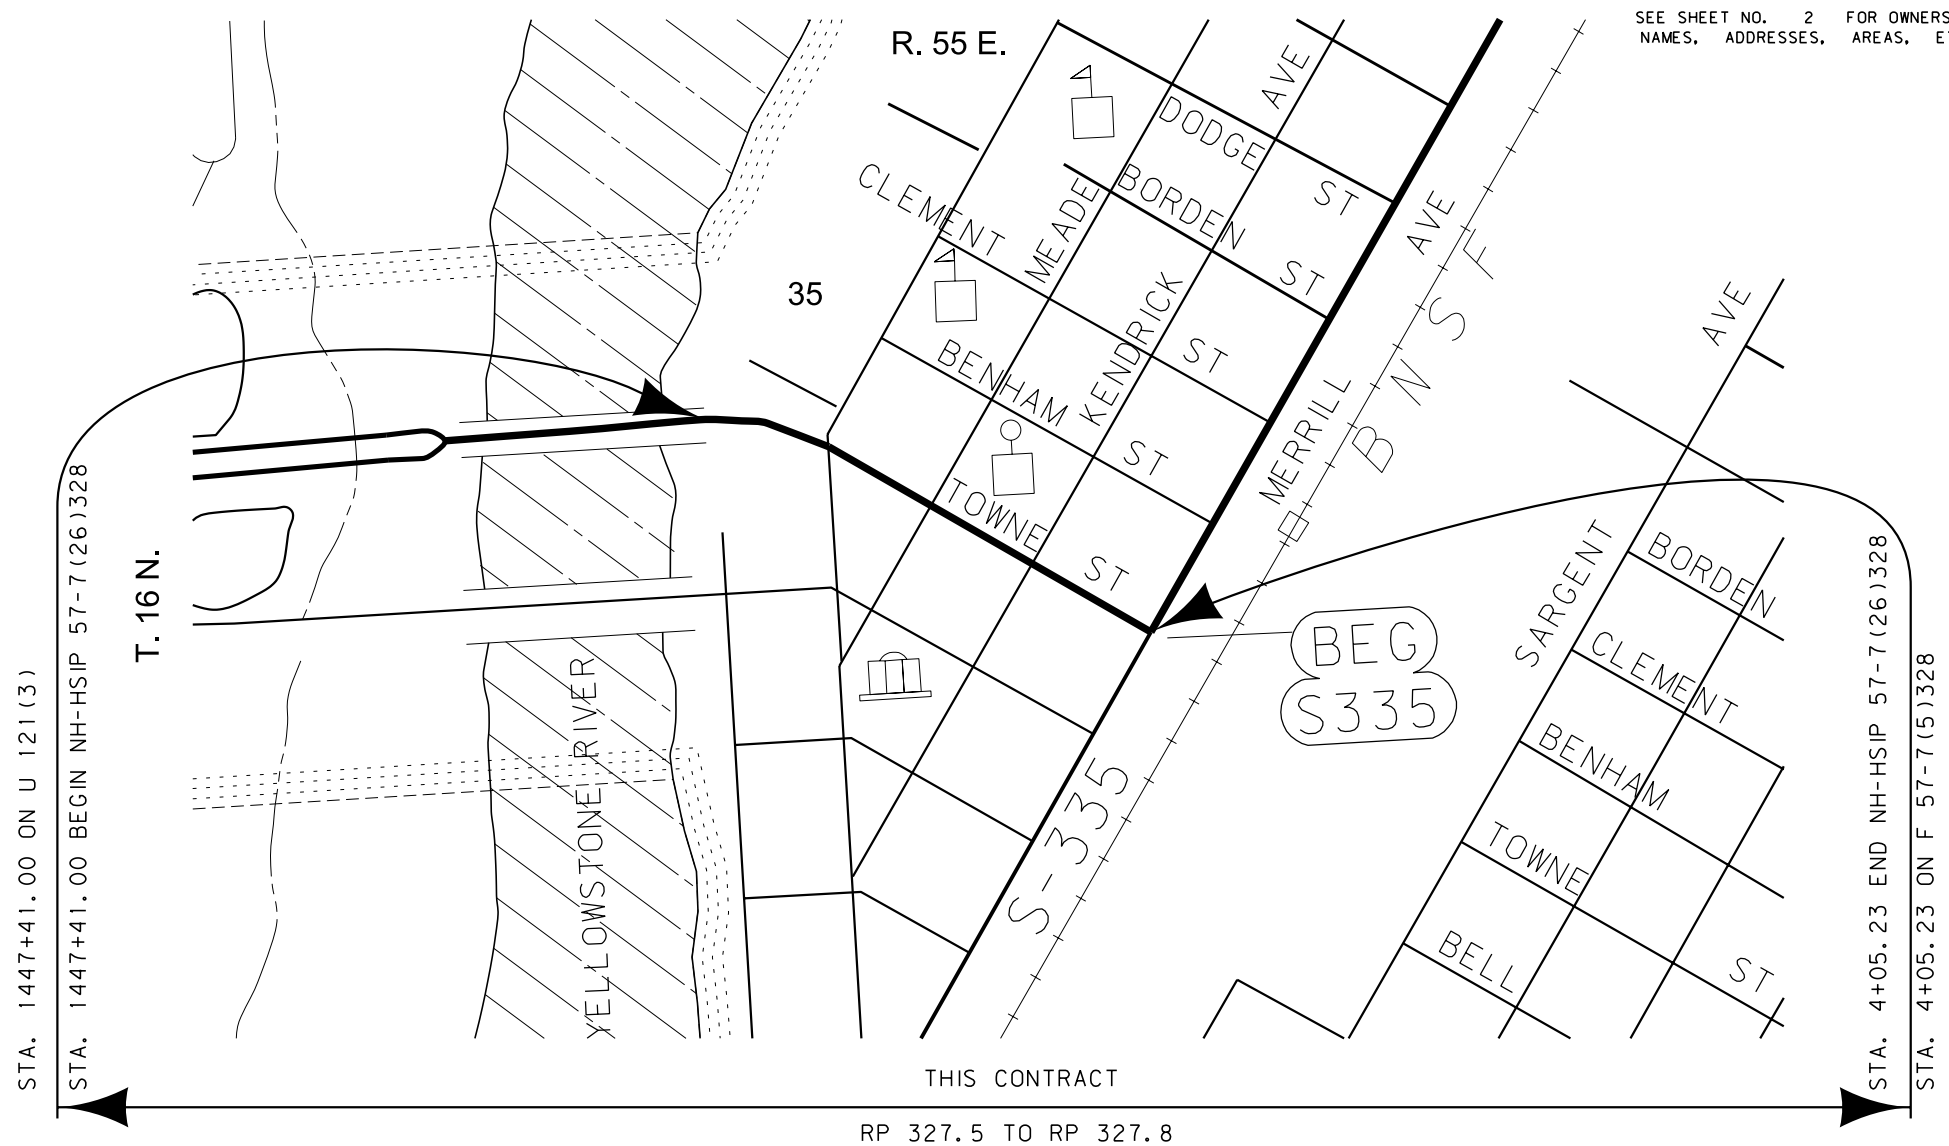 SEE SHEET NO. 2 FOR OWNERS
NAMES, ADDRESSES, AREAS,
R. 55 E.
AVE
DODGE
ST
CLEMENT
MEADE
BORDEN
ST
AVE
BNSF
35
KENDRICK
ST
AVE
BENHAM
ST
MERRILL
TOWNE
ST
T. 16 N.
BEG
S335
SARGENT
BORDEN
CLEMENT
BENHAM
TOWNE
ST
BELL
YELLOWSTONE RIVER
S-335
STA. 1447+41.00 ON U 121(3)
STA. 1447+41.00 BEGIN NH-HSIP 57-7(26)328
STA. 4+05.23 END NH-HSIP 57-7(26)328
STA. 4+05.23 ON F 57-7(5)328
THIS CONTRACT
RP 327.5 TO RP 327.8